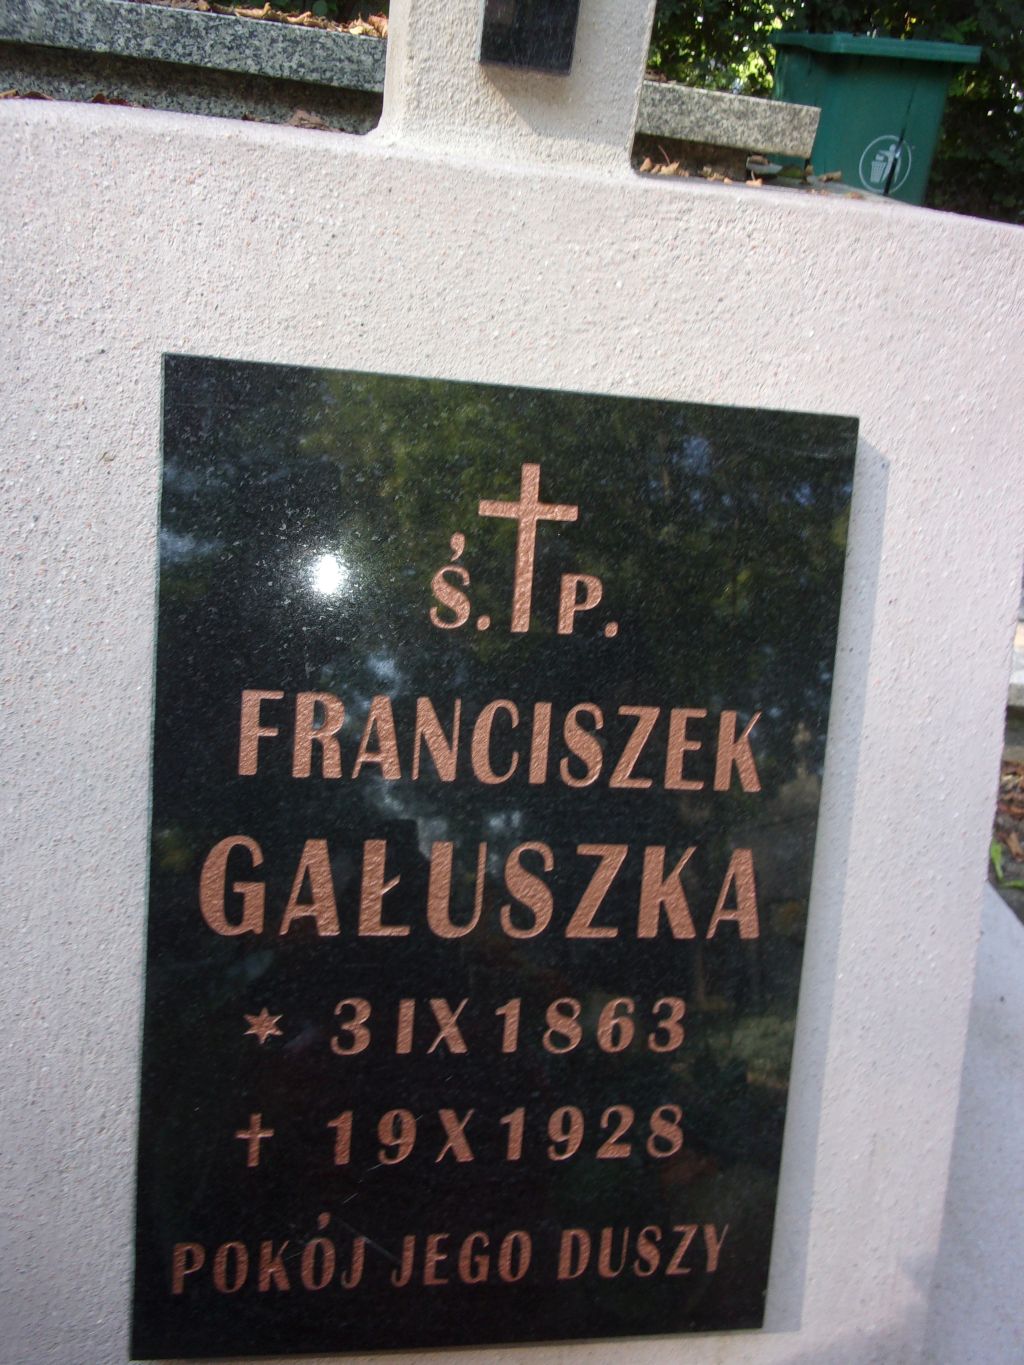 Ś. P.
FRANCISZEK
GAŁUSZKA
* 3 IX 1863
† 19 X 1928
POKÓJ JEGO DUSZY